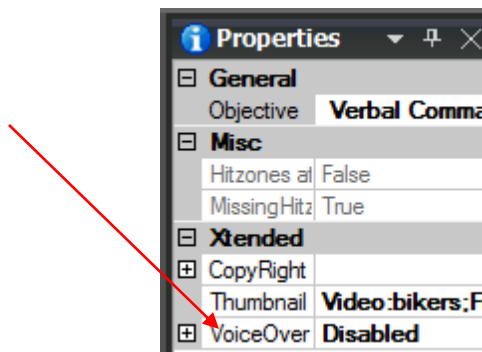 Properties
General
Objective Verbal Comma
Misc
Hitzones at False
MissingHitz True
Xtended
CopyRight
Thumbnail Video:bikers;F
VoiceOver Disabled